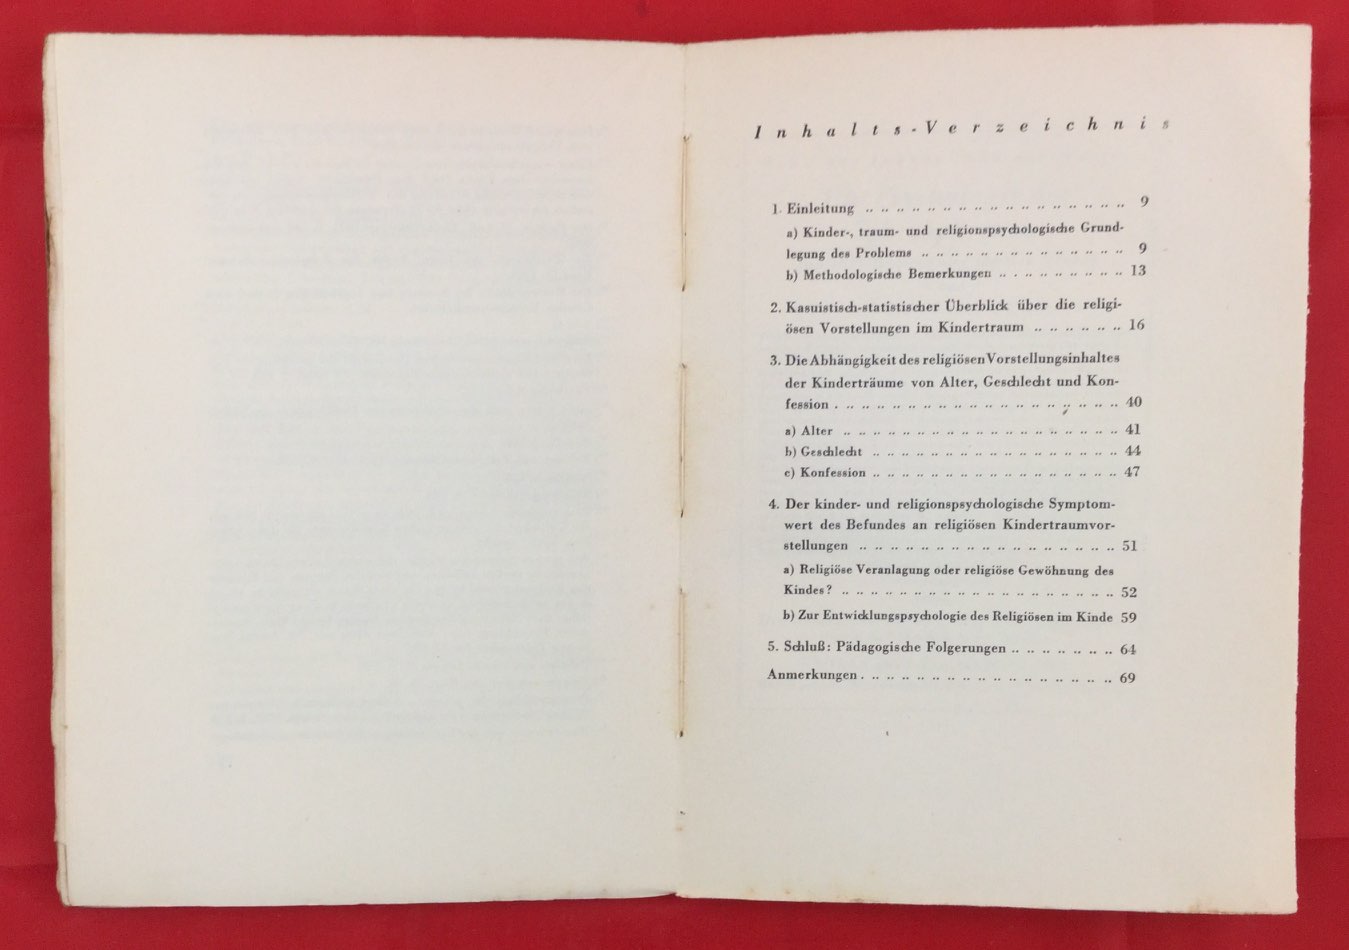 Inhalts-Verzeichnis
1. Einleitung .. .. .. .. .. .. .. .. .. .. .. .. .. .. .. .. .. 9
a) Kinder-, traum- und religionspsychologische Grund-
legung des Problems .. .. .. .. .. .. .. .. .. .. .. .. .. .. 9
b) Methodologische Bemerkungen .. . .. .. .. .. .. .. .. 13
2. Kasuistisch-statistischer Überblick über die religi-
ösen Vorstellungen im Kindertraum .. .. .. .. .. .. 16
3. Die Abhängigkeit des religiösen Vorstellungsinhaltes
der Kinderträume von Alter, Geschlecht und Kon-
fession . .. .. .. .. .. .. .. .. .. .. .. .. .. .. .. .. .. .. 40
a) Alter .. .. .. .. .. .. .. .. .. .. .. .. .. .. .. .. .. .. .. 41
b) Geschlecht .. .. .. .. .. .. .. .. .. .. .. .. .. .. .. .. .. 44
c) Konfession .. .. .. .. .. .. .. .. .. .. .. .. .. .. .. .. .. 47
4. Der kinder- und religionspsychologische Symptom-
wert des Befundes an religiösen Kindertraumvor-
stellungen .. .. .. .. .. .. .. .. .. .. .. .. .. .. .. .. .. 51
a) Religiöse Veranlagung oder religiöse Gewöhnung des
Kindes? .. .. .. .. .. .. .. .. .. .. .. .. .. .. .. .. .. .. .. 52
b) Zur Entwicklungspsychologie des Religiösen im Kinde 59
5. Schluß: Pädagogische Folgerungen .. .. .. .. .. .. .. 64
Anmerkungen . .. .. .. .. .. .. .. .. .. .. .. .. .. .. .. .. 69